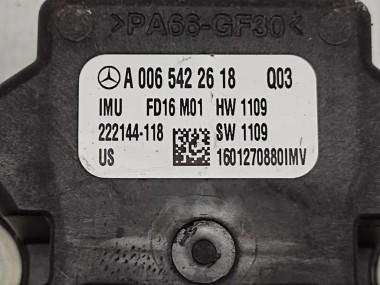 >PA66-GF30<
A 006 542 26 18 Q03
IMU FD16 M01 HW 1109
222144-118 SW 1109
US 1601270880IMV